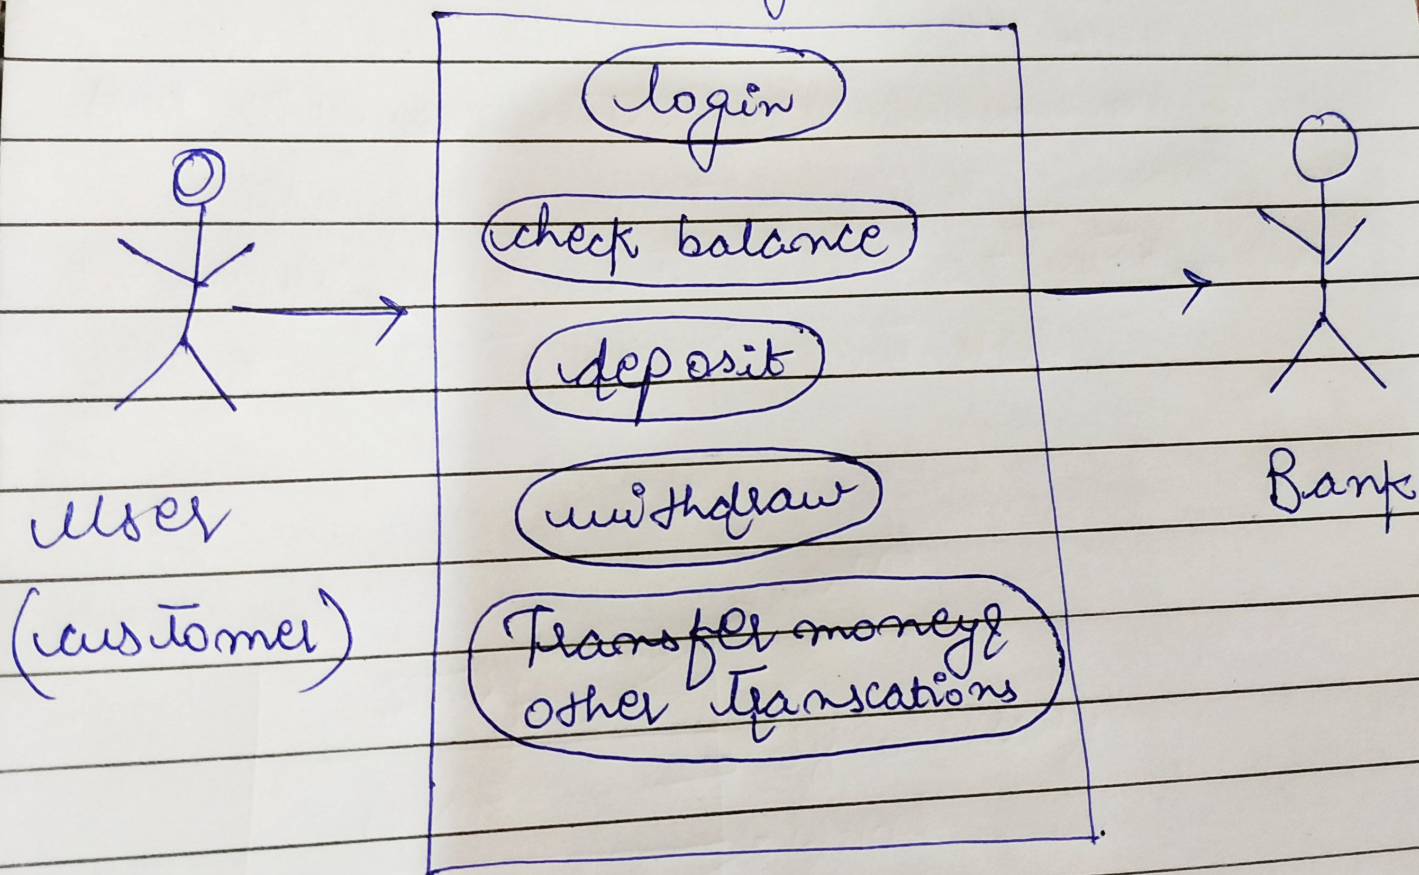 login
check balance
deposit
withdraw
Transfer money &
other Transcations
User
(customer)
Bank